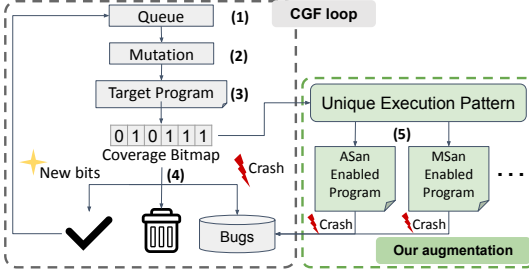 CGF loop
Queue
(1)
Mutation
(2)
Target Program
(3)
0 1 0 1 1 1
Coverage Bitmap
(4)
New bits
Crash
Bugs
Unique Execution Pattern
(5)
ASan
Enabled
Program
MSan
Enabled
Program
...
Crash
Crash
Our augmentation